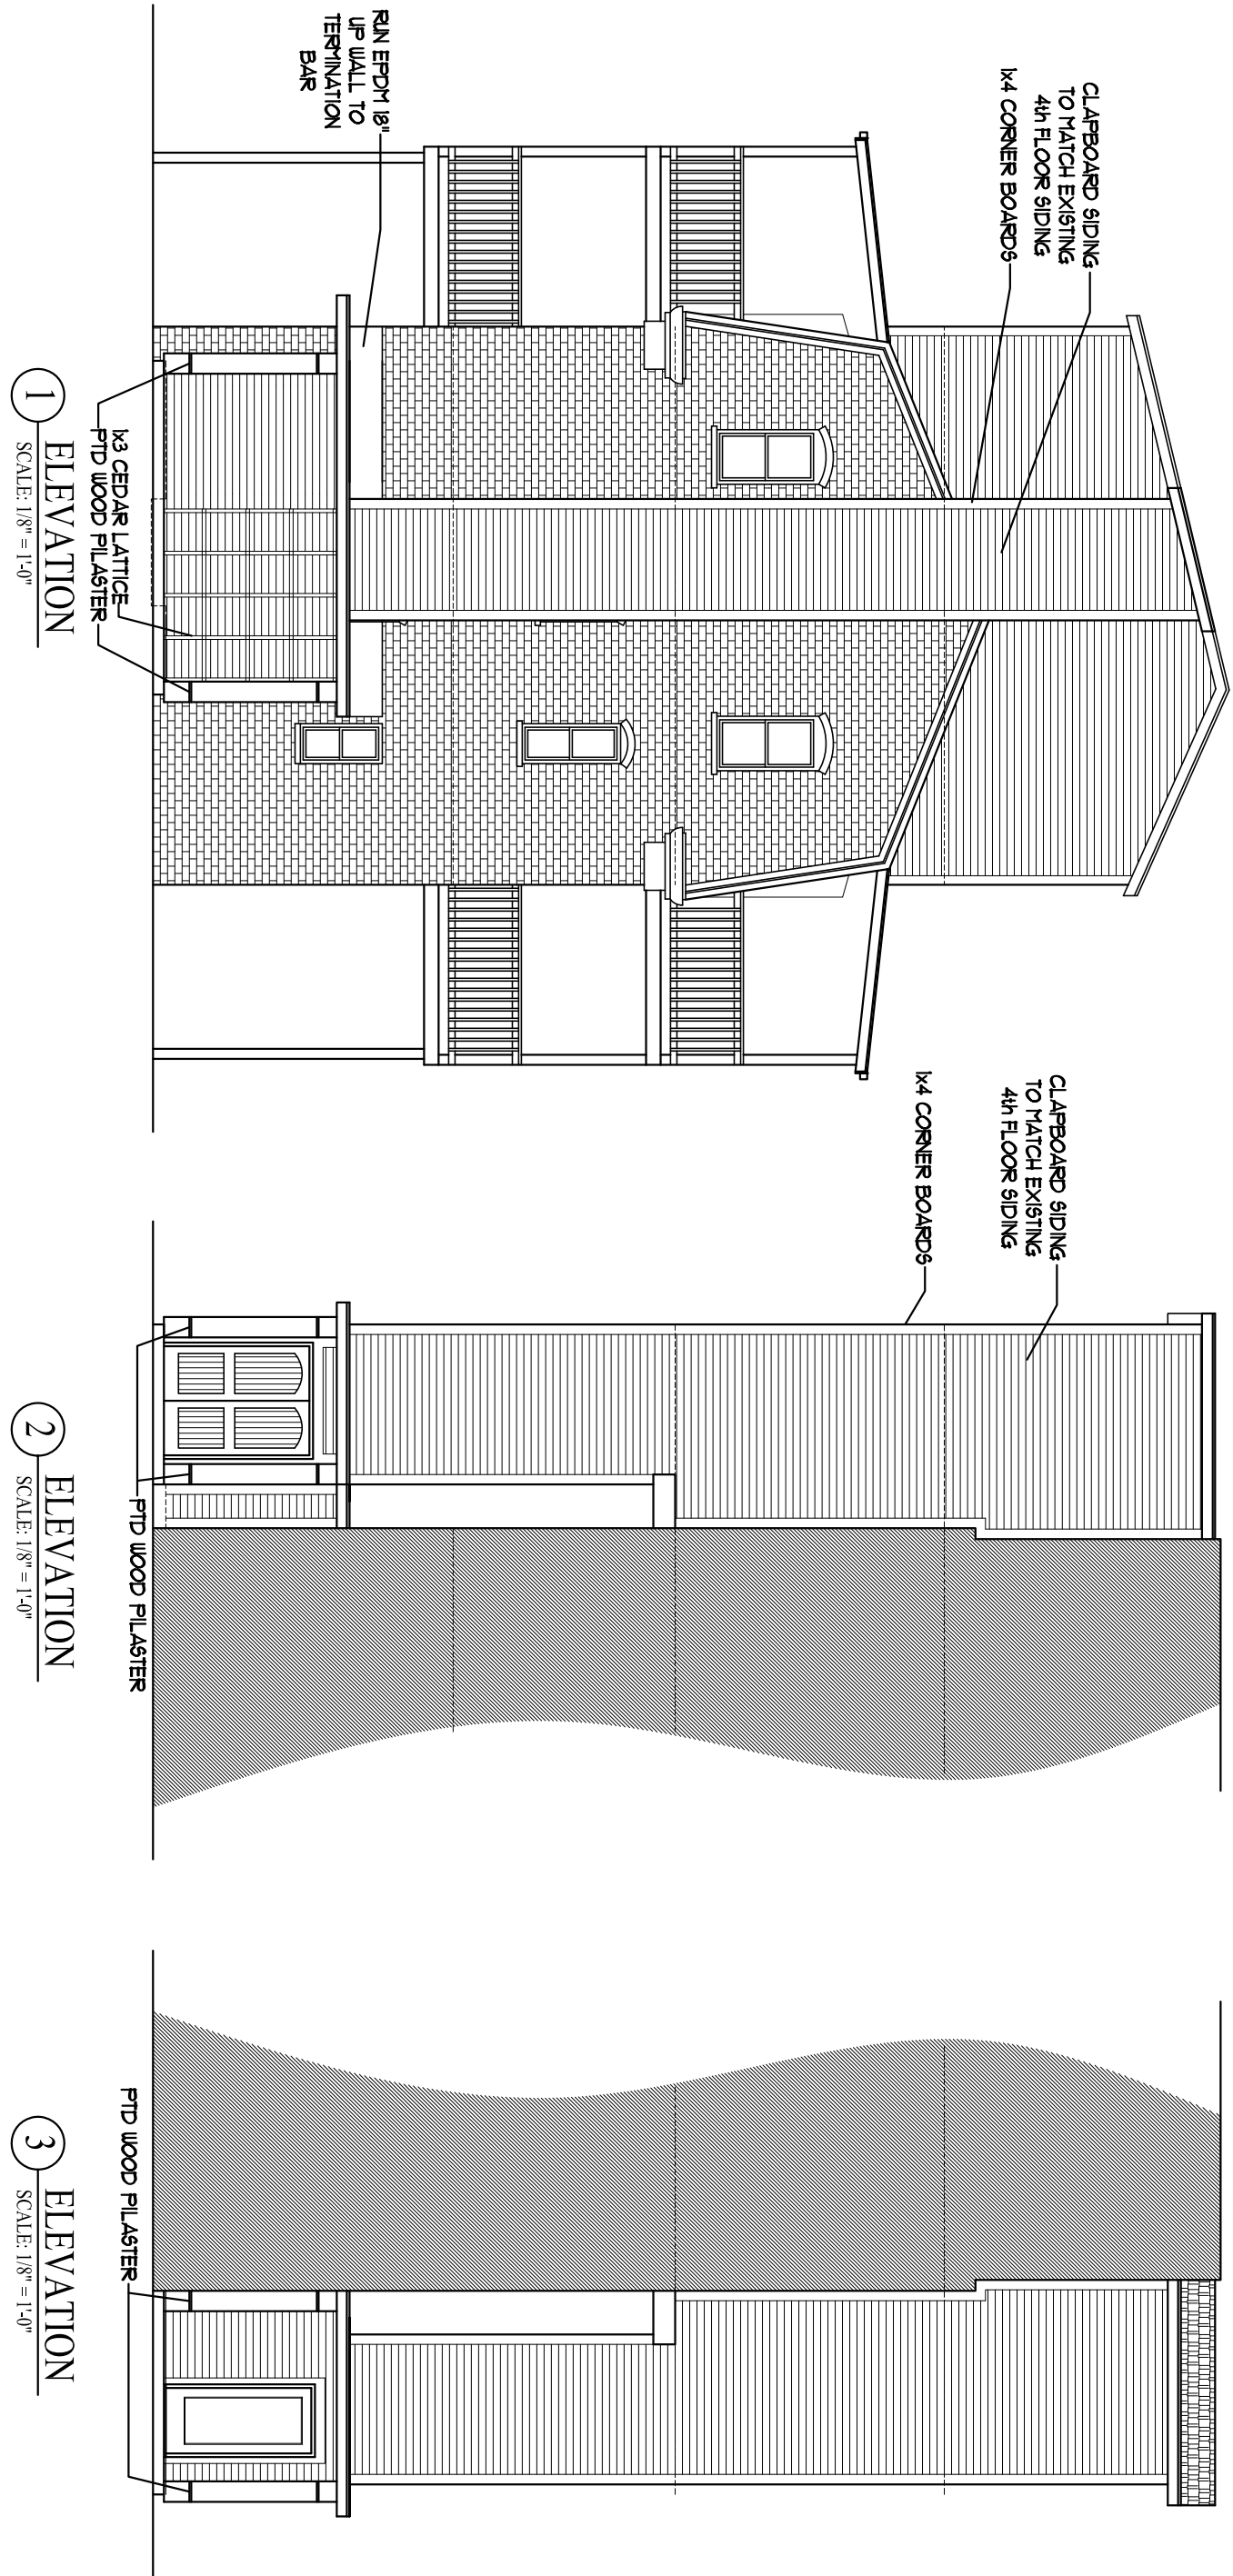 CLAPBOARD SIDING
TO MATCH EXISTING
4th FLOOR SIDING
1x4 CORNER BOARDS
RUN EPDM 18"
UP WALL TO
TERMINATION
BAR
1x3 CEDAR LATTICE
PTD WOOD PILASTER
1
ELEVATION
SCALE: 1/8" = 1'-0"
CLAPBOARD SIDING
TO MATCH EXISTING
4th FLOOR SIDING
1x4 CORNER BOARDS
PTD WOOD PILASTER
2
ELEVATION
SCALE: 1/8" = 1'-0"
PTD WOOD PILASTER
3
ELEVATION
SCALE: 1/8" = 1'-0"